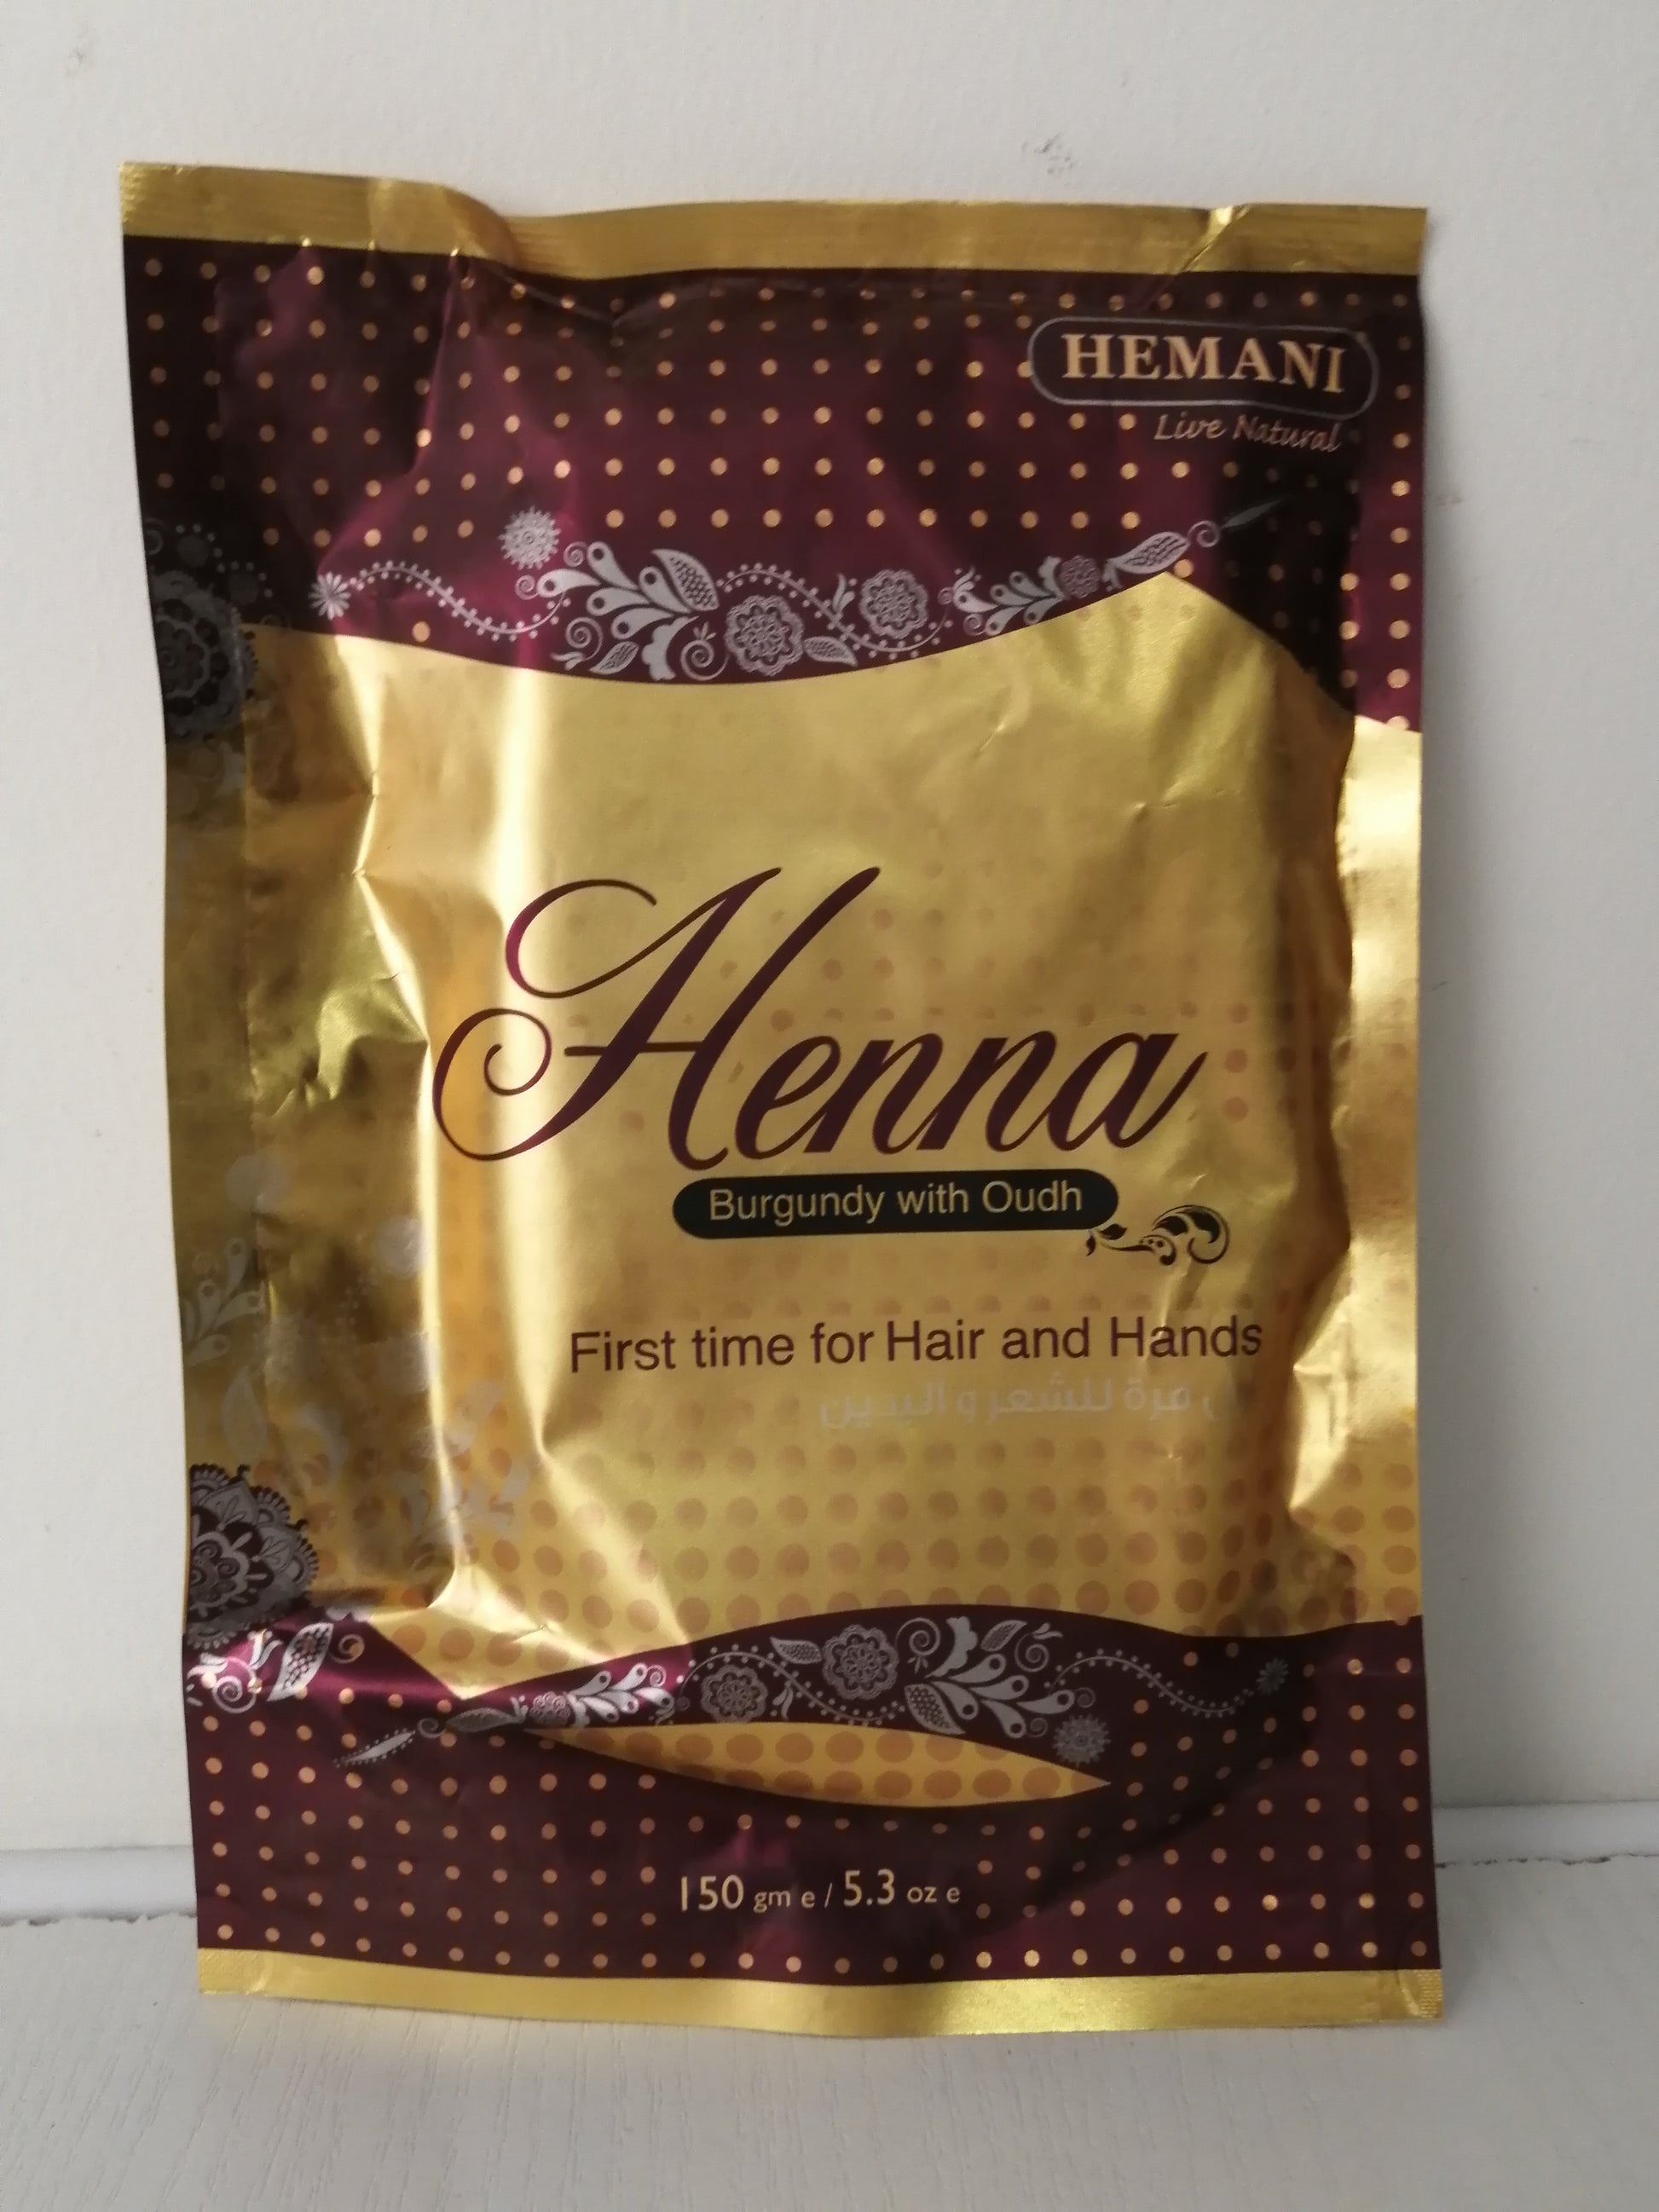 HEMANI
Live Natural
Henna
Burgundy with Oudh
First time for Hair and Hands
مرة للشعر و اليدين
150 gm e / 5.3 oz e